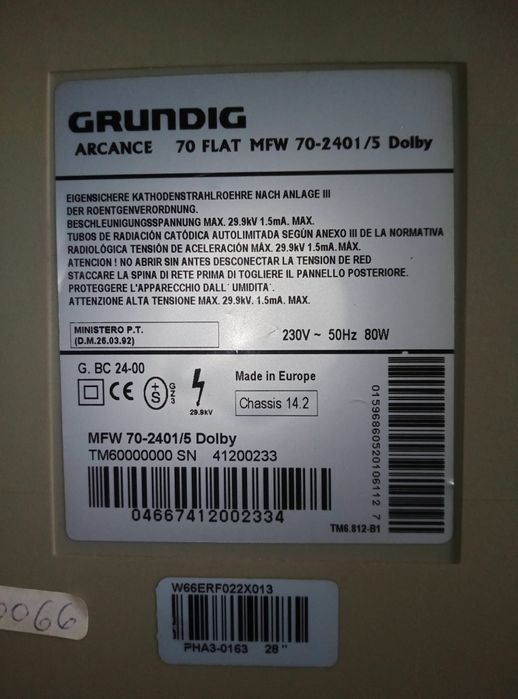 GRUNDIG
ARCANCE 70 FLAT MFW 70-2401/5 Dolby
EIGENSICHERE KATHODENSTRAHLROEHRE NACH ANLAGE III
DER ROENTGENVERORDNUNG.
BESCHLEUNIGUNGSSPANNUNG MAX. 29.9kV 1.5mA. MAX.
TUBOS DE RADIACIÓN CATÓDICA AUTOLIMITADA SEGÚN ANEXO III DE LA NORMATIVA
RADIOLÓGICA TENSIÓN DE ACELERACIÓN MÁX. 29.9kV 1.5mA. MÁX.
ATENCION ! NO ABRIR SIN ANTES DESCONECTAR LA TENSION DE RED
STACCARE LA SPINA DI RETE PRIMA DI TOGLIERE IL PANNELLO POSTERIORE.
PROTEGGERE L'APPARECCHIO DALL' UMIDITA'.
ATTENZIONE ALTA TENSIONE MAX. 29.9kV. 1.5mA. MAX.
MINISTERO P.T.
(D.M.26.03.92)
230V ~ 50Hz 80W
G. BC 24-00
CE
+
S
GZ3
29.9kV
Made in Europe
Chassis 14.2
MFW 70-2401/5 Dolby
TM60000000 SN 41200233
04667412002334
01596860520106112 7
TM6.812-B1
0066
W66ERF022X013
PHA3-0163 28"